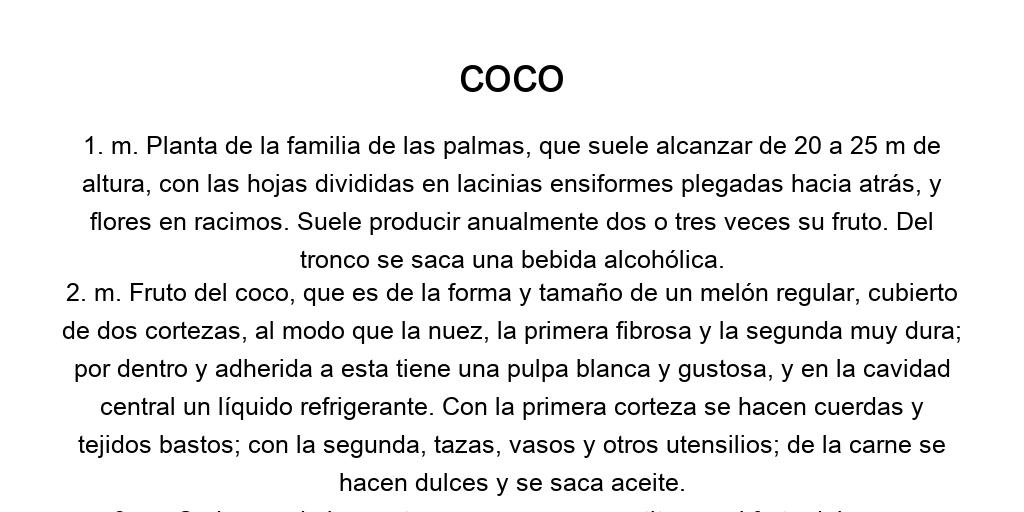 coco
1. m. Planta de la familia de las palmas, que suele alcanzar de 20 a 25 m de
altura, con las hojas divididas en lacinias ensiformes plegadas hacia atrás, y
flores en racimos. Suele producir anualmente dos o tres veces su fruto. Del
tronco se saca una bebida alcohólica.
2. m. Fruto del coco, que es de la forma y tamaño de un melón regular, cubierto
de dos cortezas, al modo que la nuez, la primera fibrosa y la segunda muy dura;
por dentro y adherida a esta tiene una pulpa blanca y gustosa, y en la cavidad
central un líquido refrigerante. Con la primera corteza se hacen cuerdas y
tejidos bastos; con la segunda, tazas, vasos y otros utensilios; de la carne se
hacen dulces y se saca aceite.